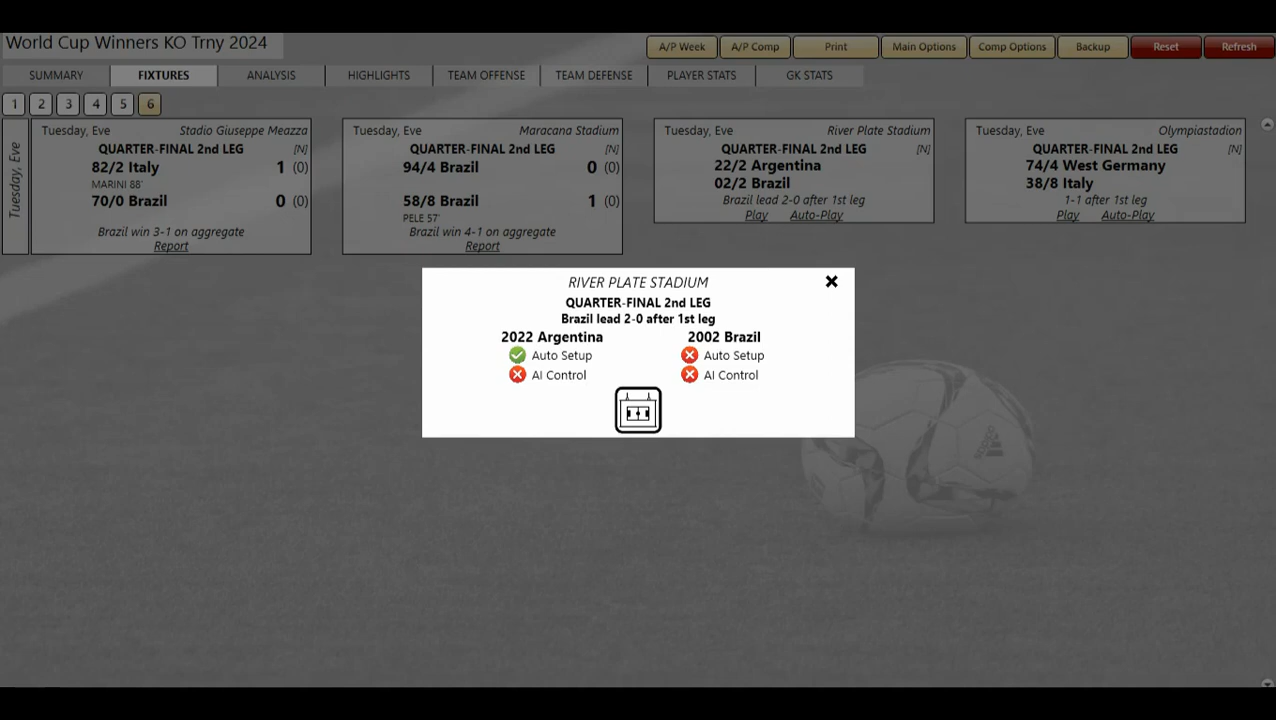 World Cup Winners KO Trny 2024
A/P Week A/P Comp Print Main Options Comp Options Backup Reset Refresh
SUMMARY FIXTURES ANALYSIS HIGHLIGHTS TEAM OFFENSE TEAM DEFENSE PLAYER STATS GK STATS
1 2 3 4 5 6
Tuesday, Eve
Tuesday, Eve Stadio Giuseppe Meazza
QUARTER-FINAL 2nd LEG [N]
82/2 Italy 1 (0)
MARINI 88'
70/0 Brazil 0 (0)
Brazil win 3-1 on aggregate
Report
Tuesday, Eve Maracana Stadium
QUARTER-FINAL 2nd LEG [N]
94/4 Brazil 0 (0)
58/8 Brazil 1 (0)
PELE 57'
Brazil win 4-1 on aggregate
Report
Tuesday, Eve River Plate Stadium
QUARTER-FINAL 2nd LEG [N]
22/2 Argentina
02/2 Brazil
Brazil lead 2-0 after 1st leg
Play Auto-Play
Tuesday, Eve Olympiastadion
QUARTER-FINAL 2nd LEG [N]
74/4 West Germany
38/8 Italy
1-1 after 1st leg
Play Auto-Play
RIVER PLATE STADIUM
QUARTER-FINAL 2nd LEG
Brazil lead 2-0 after 1st leg
2022 Argentina 2002 Brazil
Auto Setup Auto Setup
AI Control AI Control
adidas